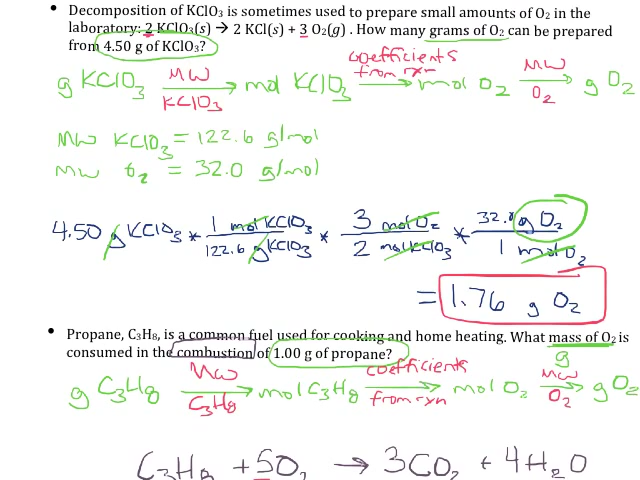 • Decomposition of KClO₃ is sometimes used to prepare small amounts of O₂ in the
laboratory: 2 KClO₃(s) → 2 KCl(s) + 3 O₂(g) . How many grams of O₂ can be prepared
from 4.50 g of KClO₃?
g KClO₃ MW KClO₃ → mol KClO₃ coefficients from rxn → mol O₂ MW O₂ → g O₂
MW KClO₃ = 122.6 g/mol
MW O₂ = 32.0 g/mol
4.50 g KClO₃ * 1 mol KClO₃ / 122.6 g KClO₃ * 3 mol O₂ / 2 mol KClO₃ * 32.0 g O₂ / 1 mol O₂
= 1.76 g O₂
• Propane, C₃H₈, is a common fuel used for cooking and home heating. What mass of O₂ is
consumed in the combustion of 1.00 g of propane?
g
g C₃H₈ MW C₃H₈ → mol C₃H₈ coefficients from rxn → mol O₂ MW O₂ → g O₂
C₃H₈ + 5O₂ → 3CO₂ + 4H₂O